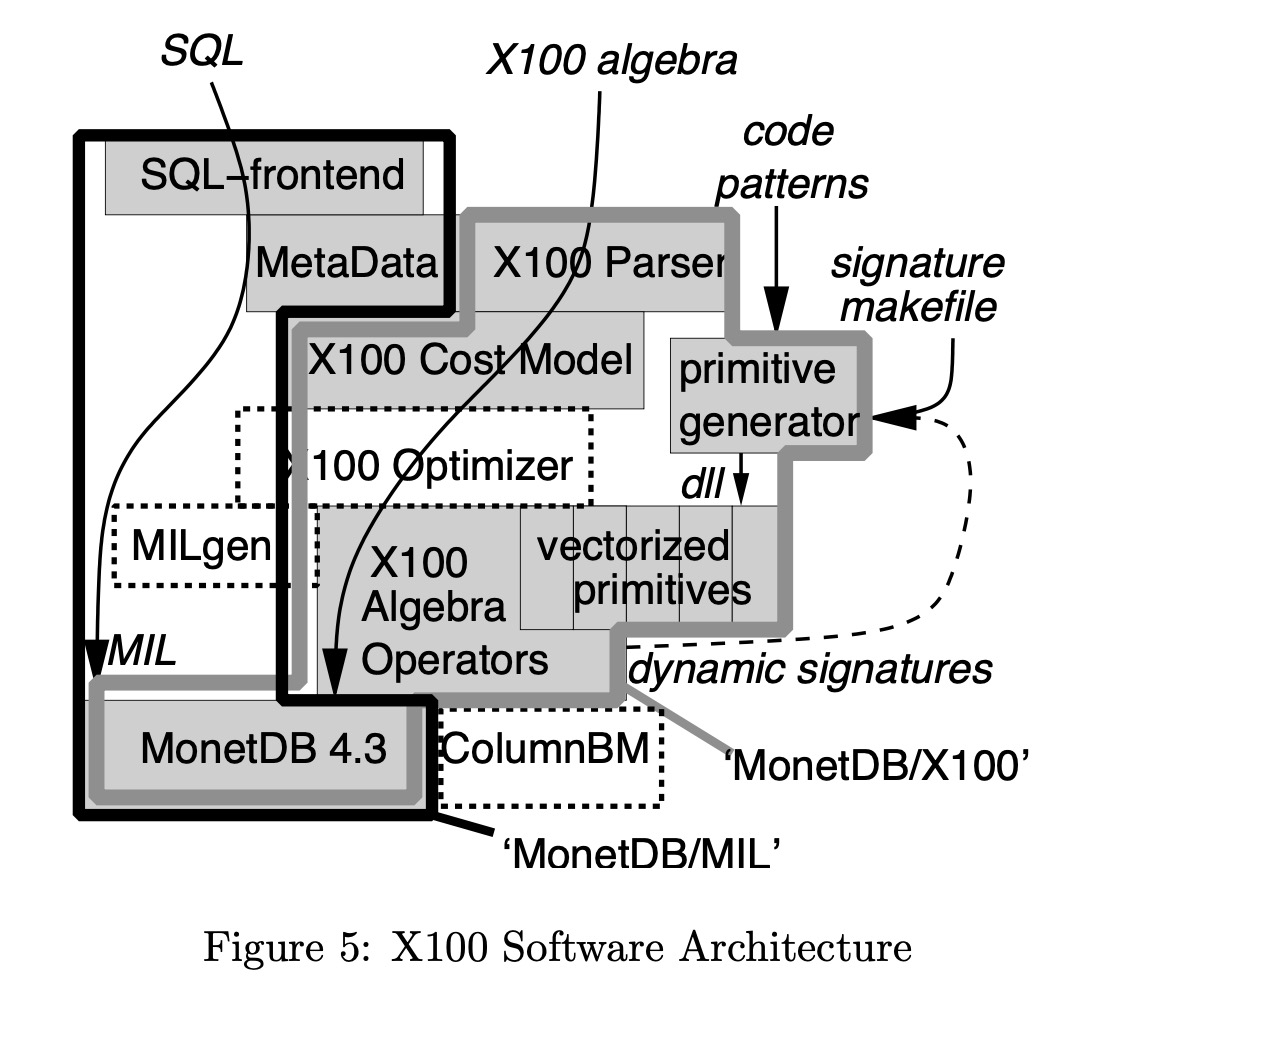 SQL
X100 algebra
code
patterns
SQL–frontend
MetaData
X100 Parser
signature
makefile
X100 Cost Model
primitive
generator
X100 Optimizer
dll
MILgen
vectorized
primitives
X100
Algebra
Operators
MIL
dynamic signatures
MonetDB 4.3
ColumnBM
‘MonetDB/X100’
‘MonetDB/MIL’
Figure 5: X100 Software Architecture